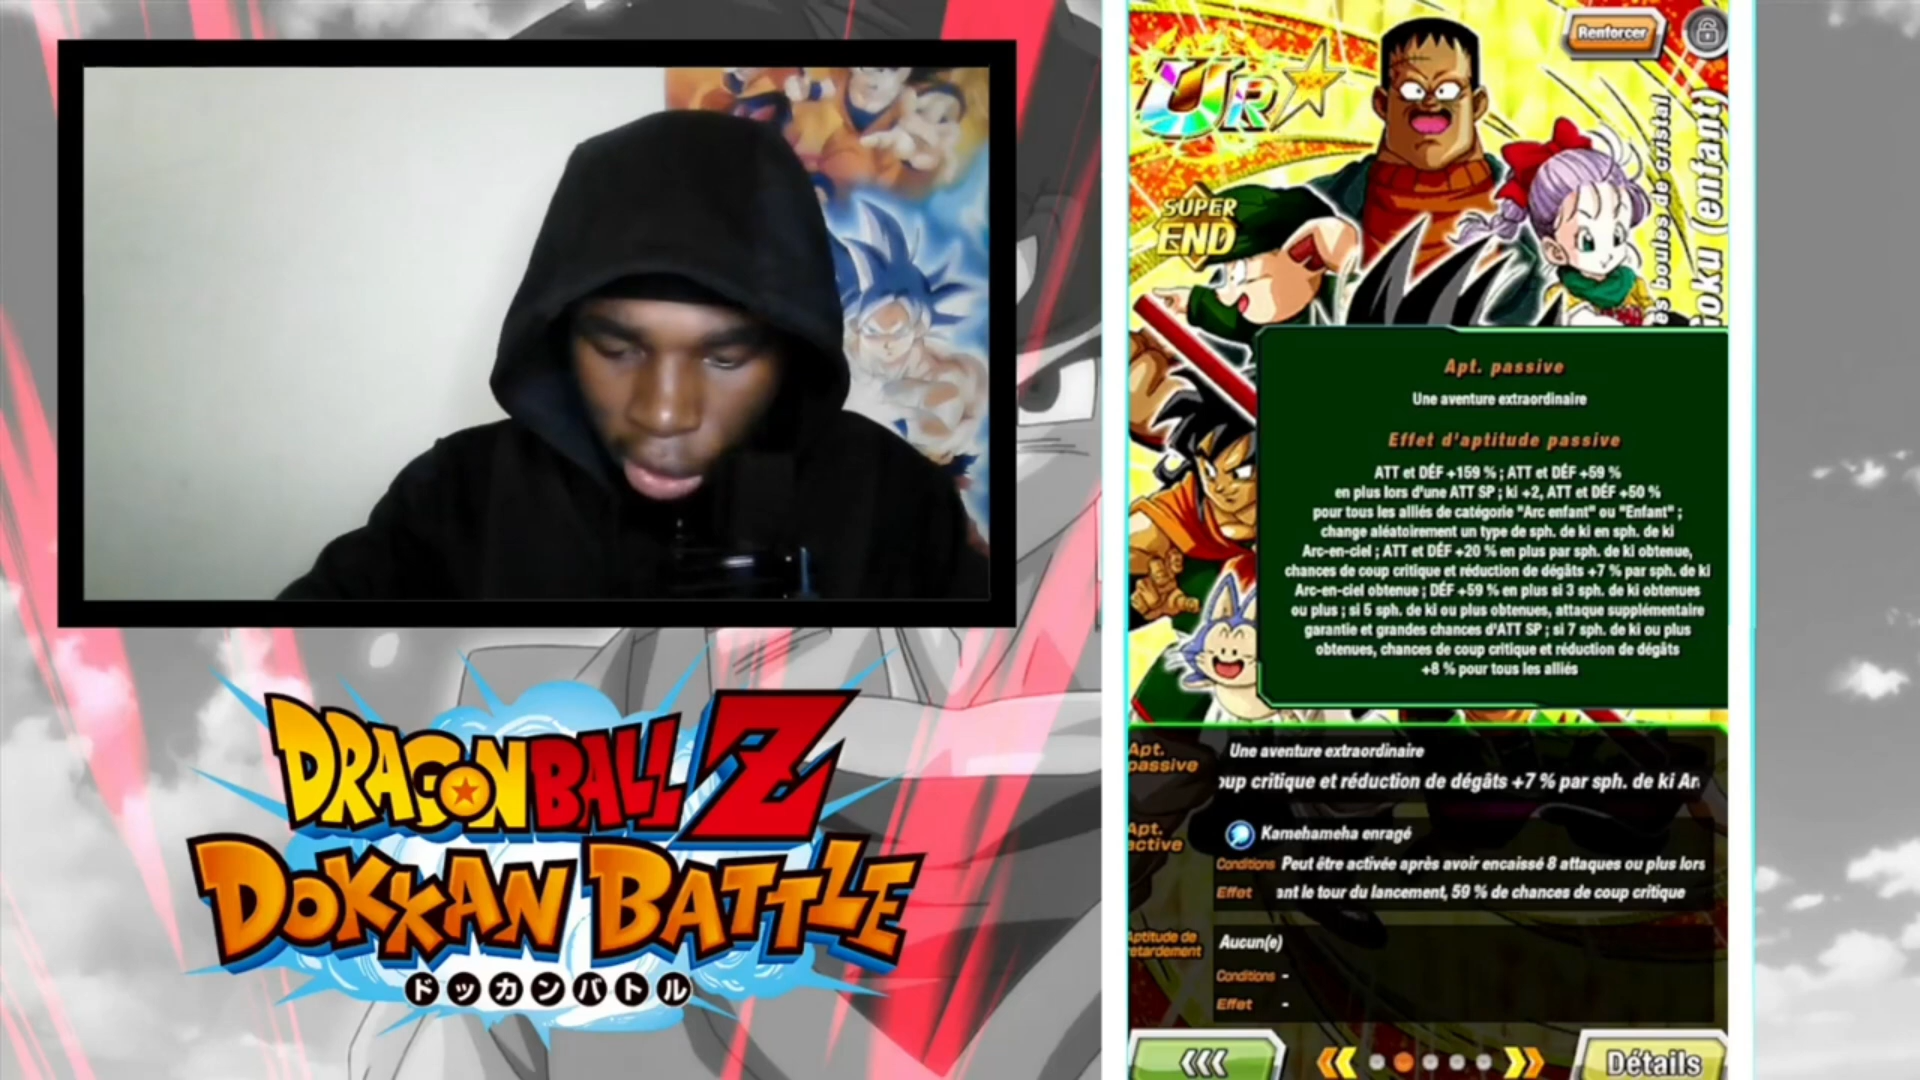 Renforcer
UR
SUPER
END
es boules de cristal
Goku (enfant)
Apt. passive
Une aventure extraordinaire
Effet d'aptitude passive
ATT et DÉF +159 % ; ATT et DÉF +59 %
en plus lors d'une ATT SP ; ki +2, ATT et DÉF +50 %
pour tous les alliés de catégorie "Arc enfant" ou "Enfant" ;
change aléatoirement un type de sph. de ki en sph. de ki
Arc-en-ciel ; ATT et DÉF +20 % en plus par sph. de ki obtenue,
chances de coup critique et réduction de dégâts +7 % par sph. de ki
Arc-en-ciel obtenue ; DÉF +59 % en plus si 3 sph. de ki obtenues
ou plus ; si 5 sph. de ki ou plus obtenues, attaque supplémentaire
garantie et grandes chances d'ATT SP ; si 7 sph. de ki ou plus
obtenues, chances de coup critique et réduction de dégâts
+8 % pour tous les alliés
Apt.
passive
Une aventure extraordinaire
oup critique et réduction de dégâts +7 % par sph. de ki Ar
Apt.
active
Kamehameha enragé
Conditions Peut être activée après avoir encaissé 8 attaques ou plus lors
Effet ant le tour du lancement, 59 % de chances de coup critique
Aptitude de
retardement
Aucun(e)
Conditions -
Effet -
Détails
DRAGON BALL Z
DOKKAN BATTLE
ドッカンバトル